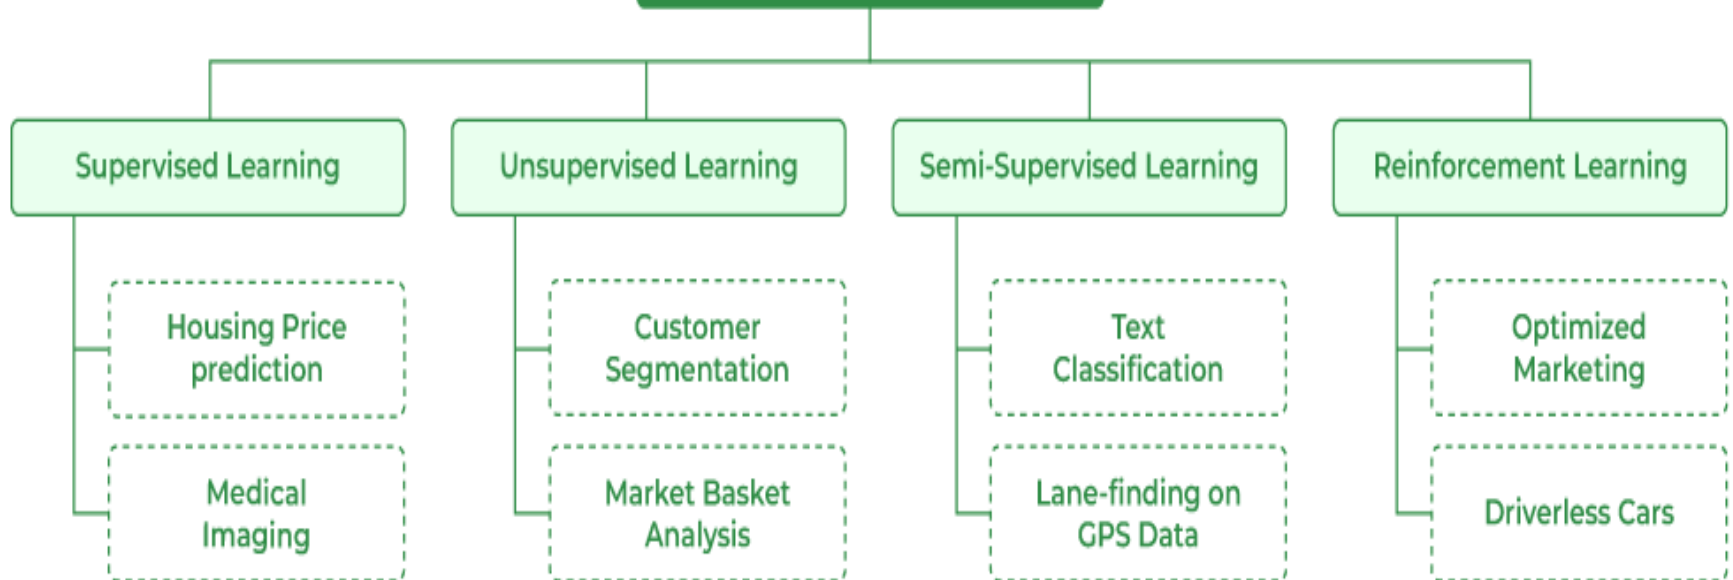 Supervised Learning
Unsupervised Learning
Semi-Supervised Learning
Reinforcement Learning
Housing Price
prediction
Customer
Segmentation
Text
Classification
Optimized
Marketing
Medical
Imaging
Market Basket
Analysis
Lane-finding on
GPS Data
Driverless Cars